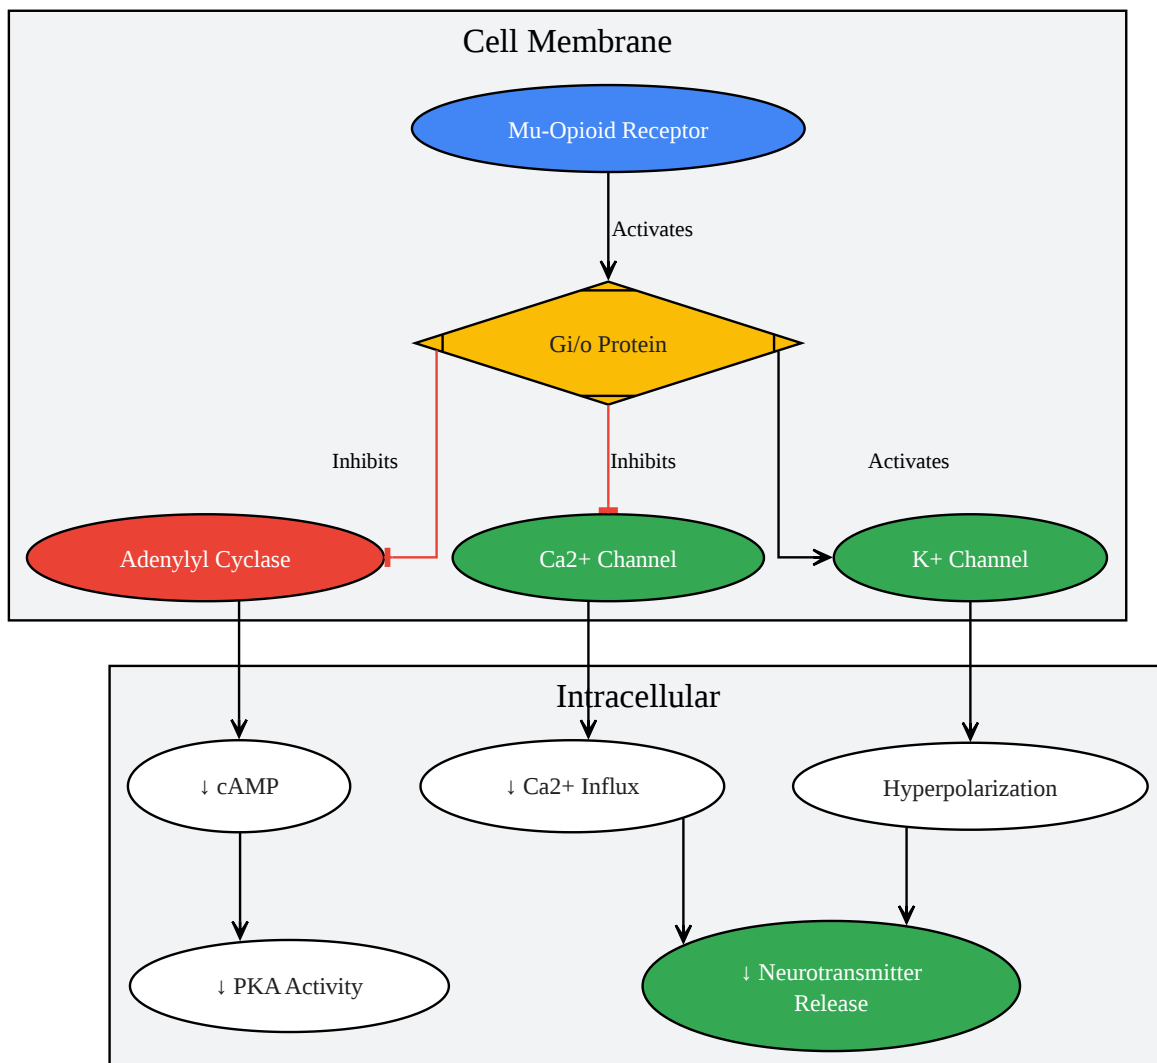 Cell Membrane
Mu-Opioid Receptor
Activates
Gi/o Protein
Inhibits
Inhibits
Activates
Adenylyl Cyclase
Ca2+ Channel
K+ Channel
Intracellular
↓ cAMP
↓ Ca2+ Influx
Hyperpolarization
↓ PKA Activity
↓ Neurotransmitter
Release